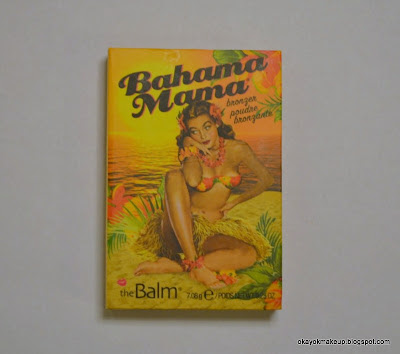 Bahama
Mama
bronzer
poudre
bronzante
theBalm®
7.08g e
okayokmakeup.blogspot.com